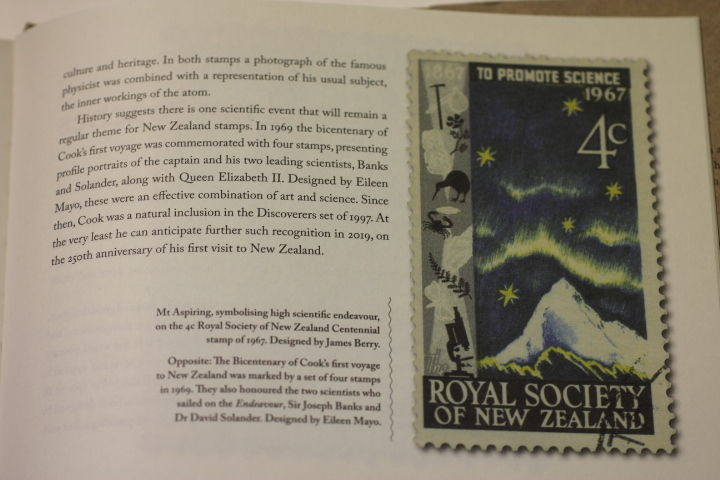 culture and heritage. In both stamps a photograph of the famous
physicist was combined with a representation of his usual subject,
the inner workings of the atom.
History suggests there is one scientific event that will remain a
regular theme for New Zealand stamps. In 1969 the bicentenary of
Cook's first voyage was commemorated with four stamps, presenting
profile portraits of the captain and his two leading scientists, Banks
and Solander, along with Queen Elizabeth II. Designed by Eileen
Mayo, these were an effective combination of art and science. Since
then, Cook was a natural inclusion in the Discoverers set of 1997. At
the very least he can anticipate further such recognition in 2019, on
the 250th anniversary of his first visit to New Zealand.
Mt Aspiring, symbolising high scientific endeavour,
on the 4c Royal Society of New Zealand Centennial
stamp of 1967. Designed by James Berry.
Opposite: The Bicentenary of Cook's first voyage
to New Zealand was marked by a set of four stamps
in 1969. They also honoured the two scientists who
sailed on the Endeavour, Sir Joseph Banks and
Dr David Solander. Designed by Eileen Mayo.
1867 TO PROMOTE SCIENCE
1967
4c
ROYAL SOCIETY
OF NEW ZEALAND